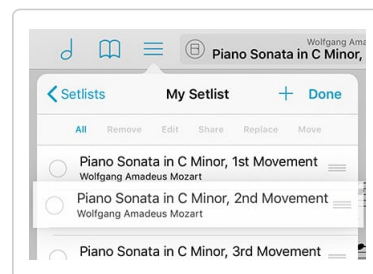 Wolfgang Ama
Piano Sonata in C Minor,
Setlists My Setlist + Done
All Remove Edit Share Replace Move
Piano Sonata in C Minor, 1st Movement
Wolfgang Amadeus Mozart
Piano Sonata in C Minor, 2nd Movement
Wolfgang Amadeus Mozart
Piano Sonata in C Minor, 3rd Movement